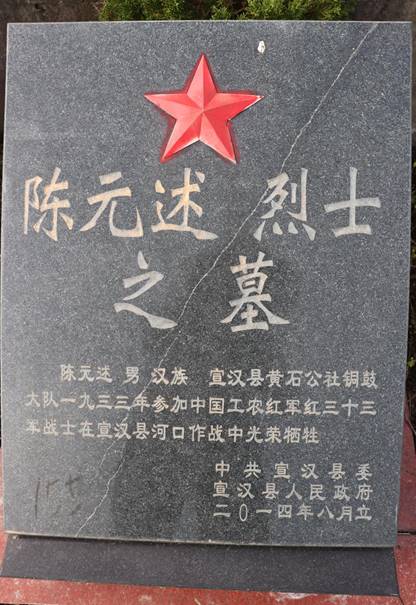 陈元述 烈士
之墓
陈元述 男 汉族 宣汉县黄石公社铜鼓
大队一九三三年参加中国工农红军红三十三
军战士在宣汉县河口作战中光荣牺牲
中共宣汉县委
宣汉县人民政府
二〇一四年八月立
155